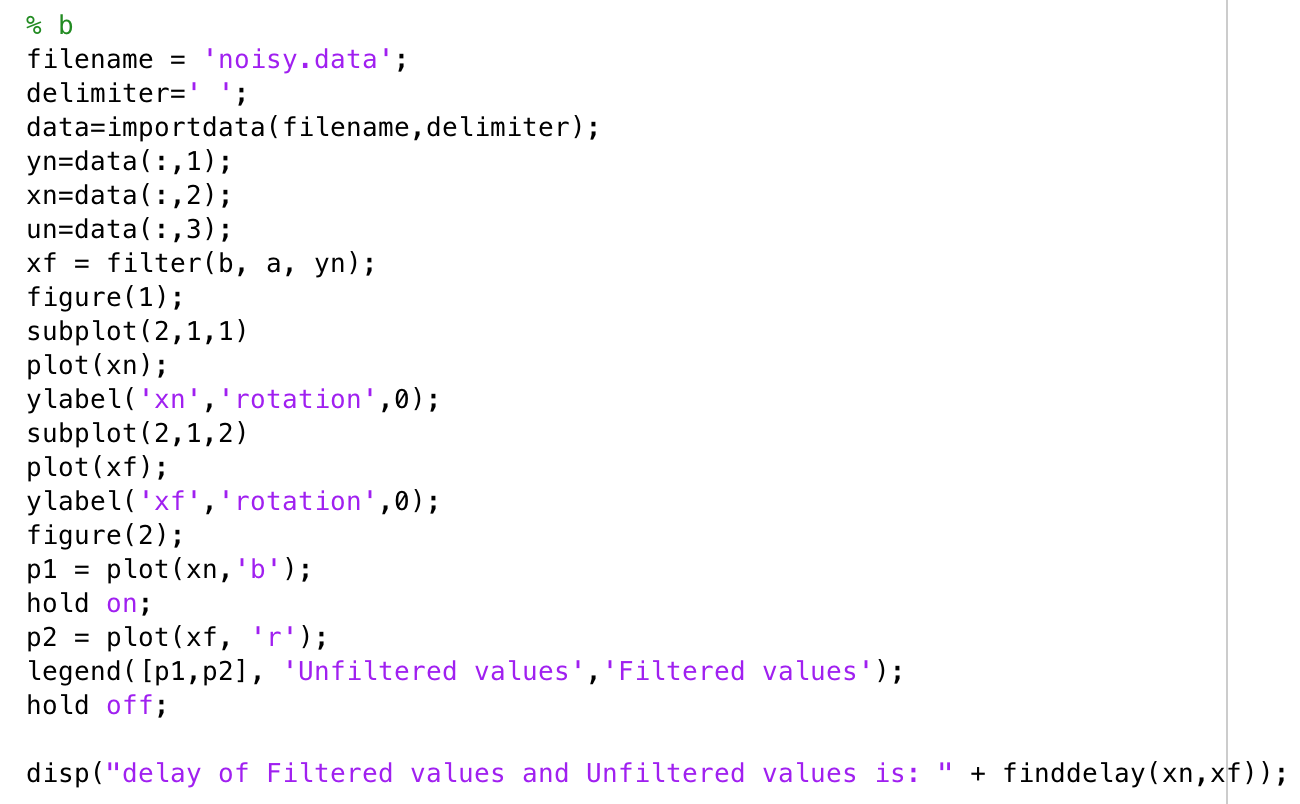 % b
filename = 'noisy.data';
delimiter=' ';
data=importdata(filename,delimiter);
yn=data(:,1);
xn=data(:,2);
un=data(:,3);
xf = filter(b, a, yn);
figure(1);
subplot(2,1,1)
plot(xn);
ylabel('xn','rotation',0);
subplot(2,1,2)
plot(xf);
ylabel('xf','rotation',0);
figure(2);
p1 = plot(xn,'b');
hold on;
p2 = plot(xf, 'r');
legend([p1,p2], 'Unfiltered values','Filtered values');
hold off;
disp("delay of Filtered values and Unfiltered values is: " + finddelay(xn,xf));